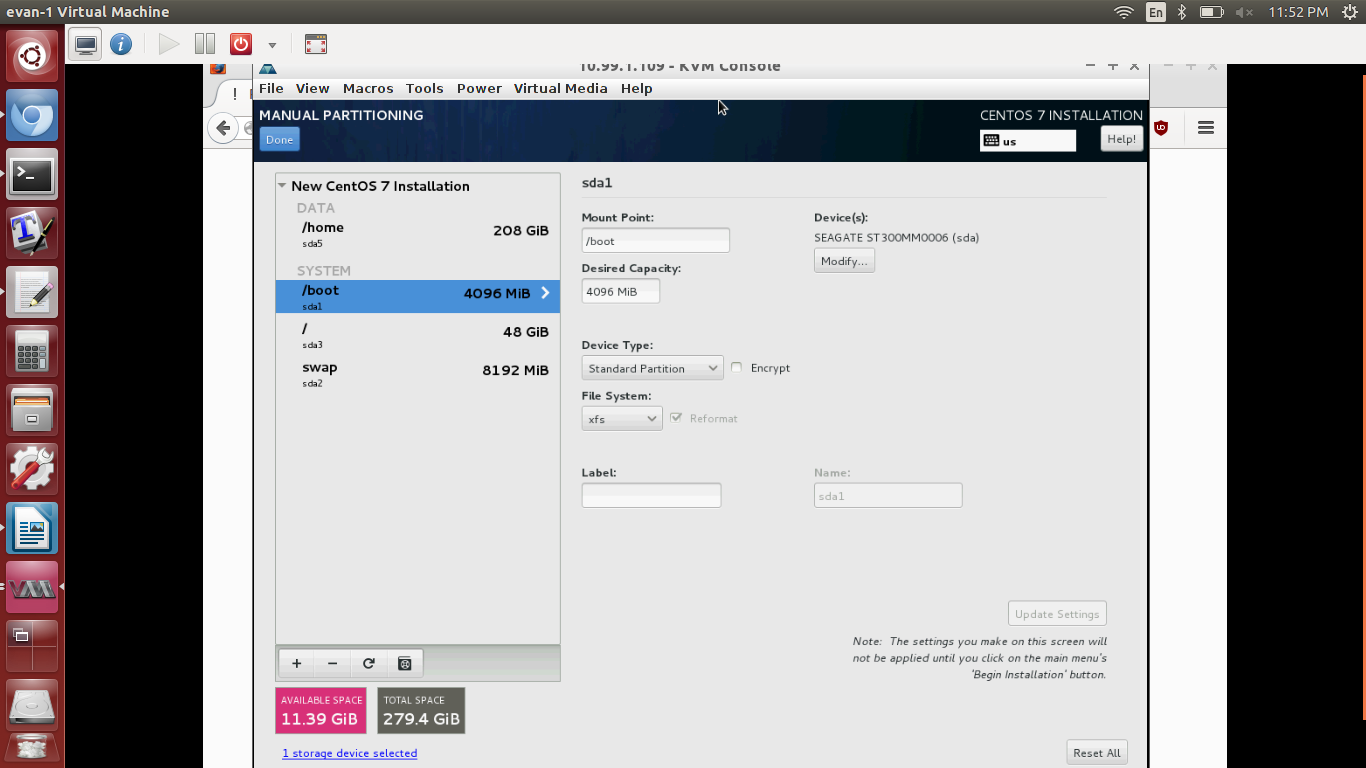 evan-1 Virtual Machine
En
11:52 PM
10.99.1.109 - KVM Console
File View Macros Tools Power Virtual Media Help
MANUAL PARTITIONING
CENTOS 7 INSTALLATION
Done
us
Help!
New CentOS 7 Installation
DATA
/home
208 GiB
sda5
SYSTEM
/boot
4096 MiB
sda1
/
48 GiB
sda3
swap
8192 MiB
sda2
sda1
Mount Point:
/boot
Desired Capacity:
4096 MiB
Device(s):
SEAGATE ST300MM0006 (sda)
Modify...
Device Type:
Standard Partition
Encrypt
File System:
xfs
Reformat
Label:
Name:
sda1
Update Settings
Note: The settings you make on this screen will
not be applied until you click on the main menu's
'Begin Installation' button.
AVAILABLE SPACE
11.39 GiB
TOTAL SPACE
279.4 GiB
1 storage device selected
Reset All